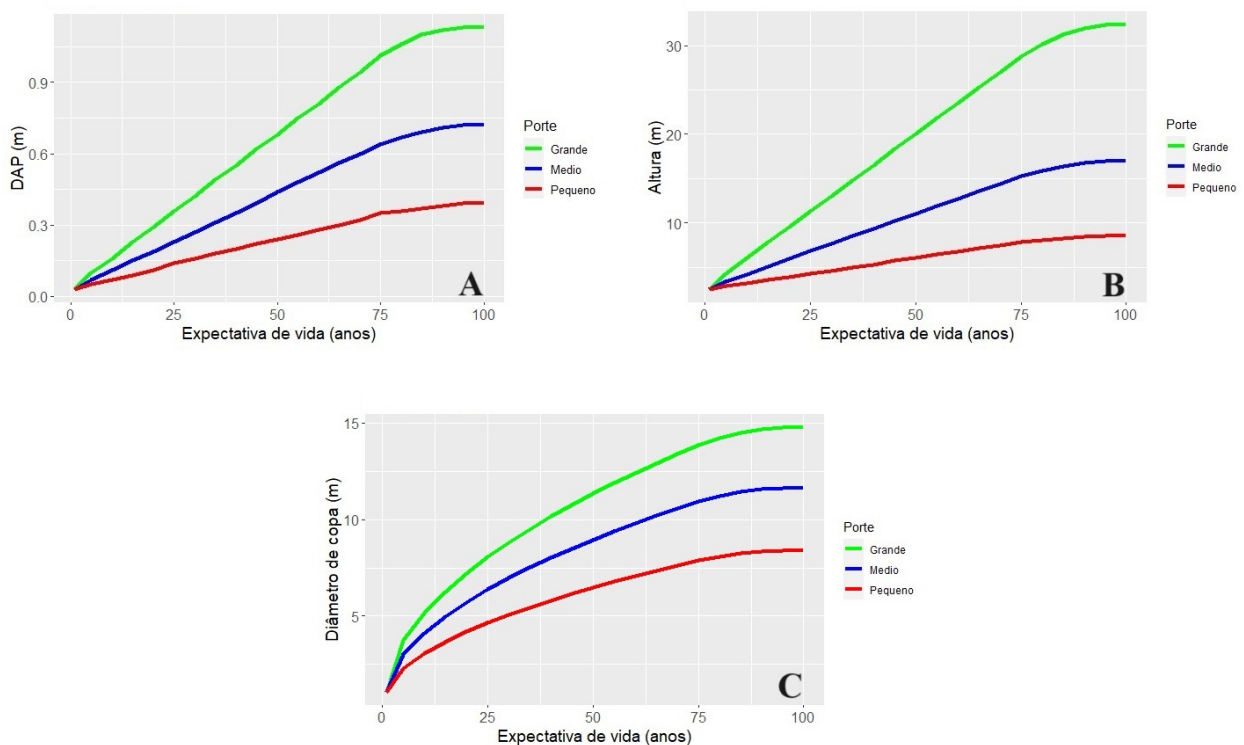 DAP (m)
0.9
0.6
0.3
0.0
0 25 50 75 100
Expectativa de vida (anos)
A
Porte
Grande
Medio
Pequeno
Altura (m)
30
20
10
0 25 50 75 100
Expectativa de vida (anos)
B
Porte
Grande
Medio
Pequeno
Diâmetro de copa (m)
15
10
5
0 25 50 75 100
Expectativa de vida (anos)
C
Porte
Grande
Medio
Pequeno